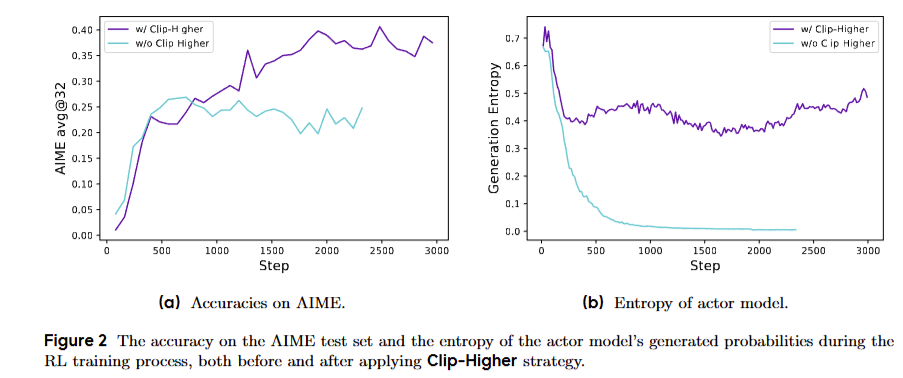 w/ Clip-H gher
w/o Clip Higher
AIME avg@32
0.40
0.35
0.30
0.25
0.20
0.15
0.10
0.05
0.00
0
500
1000
1500
2000
2500
3000
Step
(a) Accuracies on AIME.
w/ Clip-Higher
w/o C ip Higher
Generation Entropy
0.7
0.6
0.5
0.4
0.3
0.2
0.1
0.0
0
500
1000
1500
2000
2500
3000
Step
(b) Entropy of actor model.
Figure 2 The accuracy on the AIME test set and the entropy of the actor model's generated probabilities during the
RL training process, both before and after applying Clip-Higher strategy.